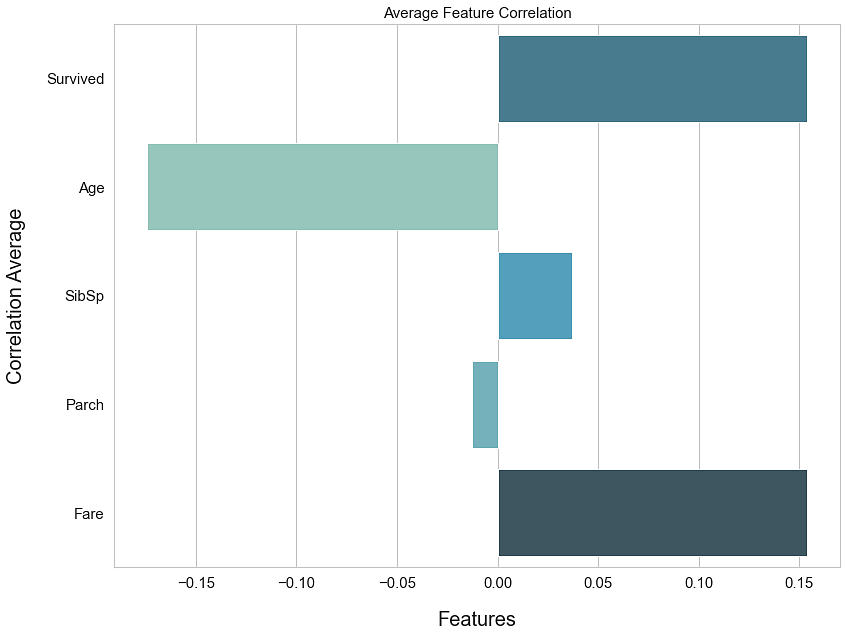 Average Feature Correlation
Correlation Average
Survived
Age
SibSp
Parch
Fare
−0.15
−0.10
−0.05
0.00
0.05
0.10
0.15
Features